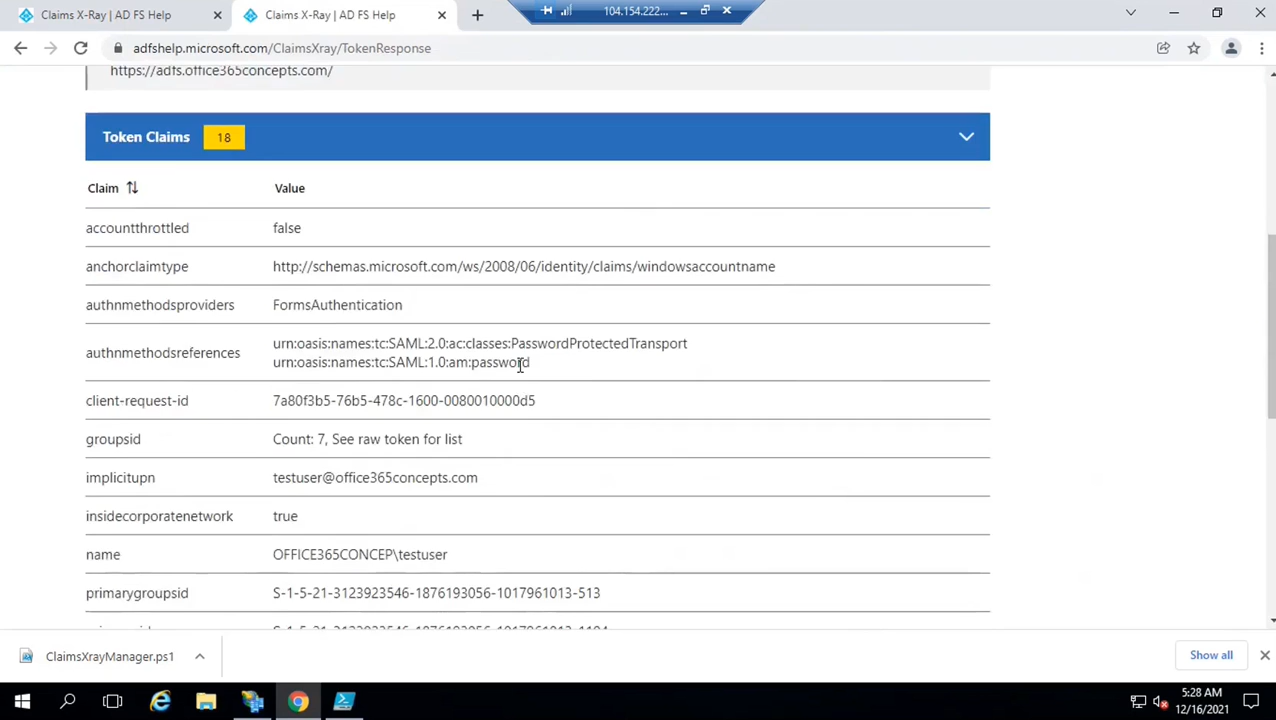 Claims X-Ray | AD FS Help
Claims X-Ray | AD FS Help
104.154.222...
adfshelp.microsoft.com/ClaimsXray/TokenResponse
https://adfs.office365concepts.com/
Token Claims 18
Claim Value
accountthrottled false
anchorclaimtype http://schemas.microsoft.com/ws/2008/06/identity/claims/windowsaccountname
authnmethodsproviders FormsAuthentication
authnmethodsreferences urn:oasis:names:tc:SAML:2.0:ac:classes:PasswordProtectedTransport
urn:oasis:names:tc:SAML:1.0:am:password
client-request-id 7a80f3b5-76b5-478c-1600-0080010000d5
groupsid Count: 7, See raw token for list
implicitupn testuser@office365concepts.com
insidecorporatenetwork true
name OFFICE365CONCEP\testuser
primarygroupsid S-1-5-21-3123923546-1876193056-1017961013-513
ClaimsXrayManager.ps1
Show all
5:28 AM
12/16/2021